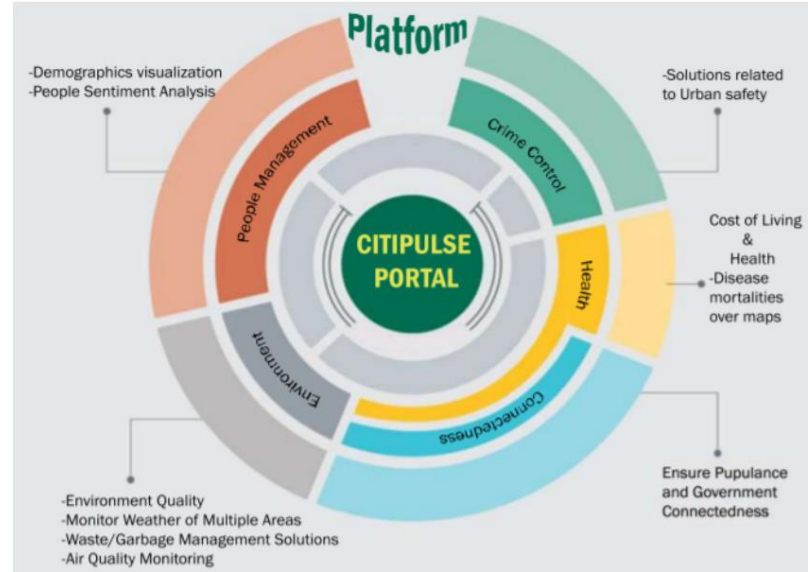 Platform
-Demographics visualization
-People Sentiment Analysis
-Solutions related
to Urban safety
People Management
Crime Control
CITIPULSE
PORTAL
Health
Cost of Living
&
Health
-Disease
mortalities
over maps
Environment
Connectedness
Ensure Pupulance
and Government
Connectedness
-Environment Quality
-Monitor Weather of Multiple Areas
-Waste/Garbage Management Solutions
-Air Quality Monitoring